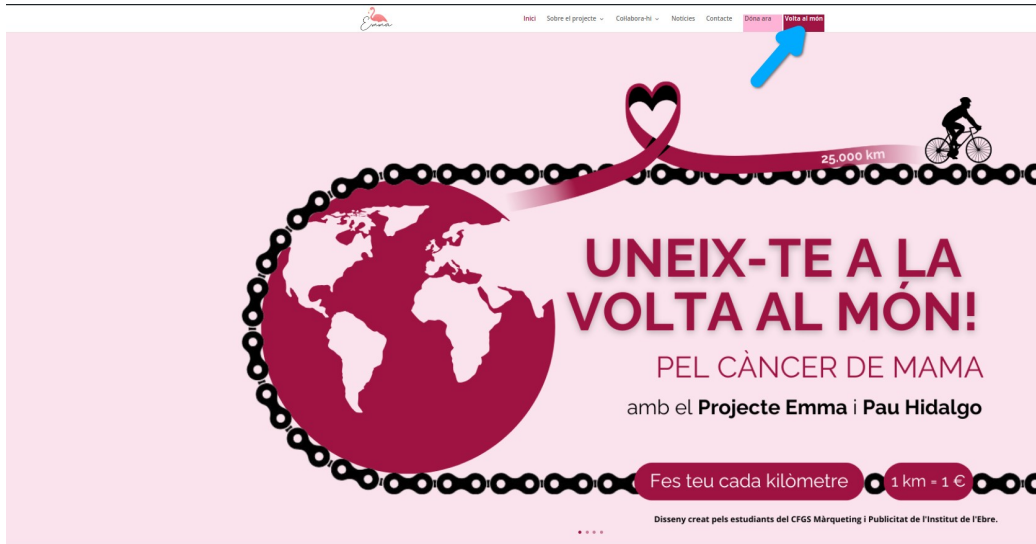 Emma
Inici Sobre el projecte Col·labora-hi Notícies Contacte Dóna ara Volta al món
25.000 km
UNEIX-TE A LA
VOLTA AL MÓN!
PEL CÀNCER DE MAMA
amb el Projecte Emma i Pau Hidalgo
Fes teu cada kilòmetre 1 km = 1 €
Disseny creat pels estudiants del CFGS Màrqueting i Publicitat de l'Institut de l'Ebre.